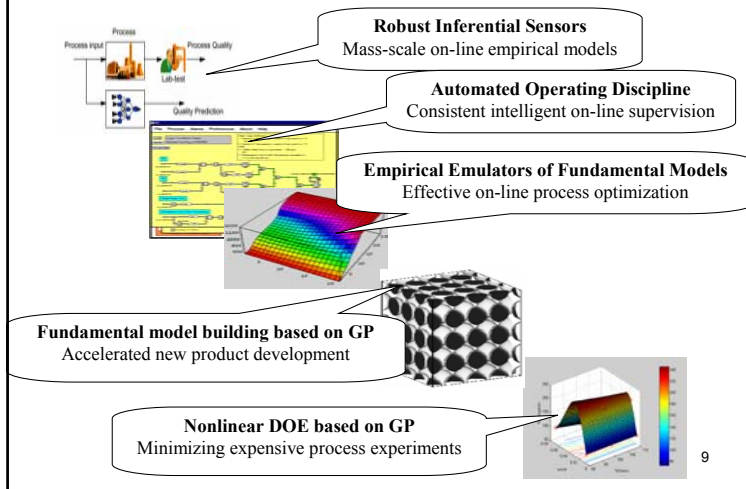 Process
Process input
Process Quality
Lab-test
Quality Prediction
Robust Inferential Sensors
Mass-scale on-line empirical models
Automated Operating Discipline
Consistent intelligent on-line supervision
Empirical Emulators of Fundamental Models
Effective on-line process optimization
Fundamental model building based on GP
Accelerated new product development
Nonlinear DOE based on GP
Minimizing expensive process experiments
9